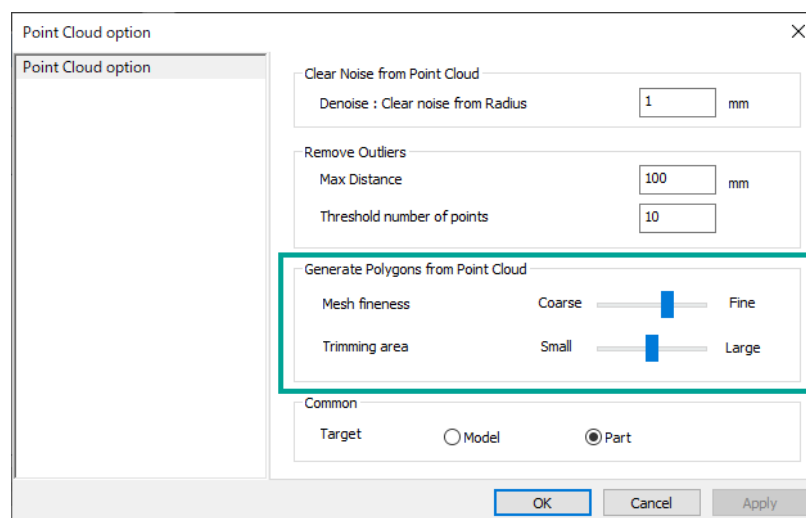 Point Cloud option
Point Cloud option
Clear Noise from Point Cloud
Denoise : Clear noise from Radius 1 mm
Remove Outliers
Max Distance 100 mm
Threshold number of points 10
Generate Polygons from Point Cloud
Mesh fineness Coarse Fine
Trimming area Small Large
Common
Target Model Part
OK Cancel Apply